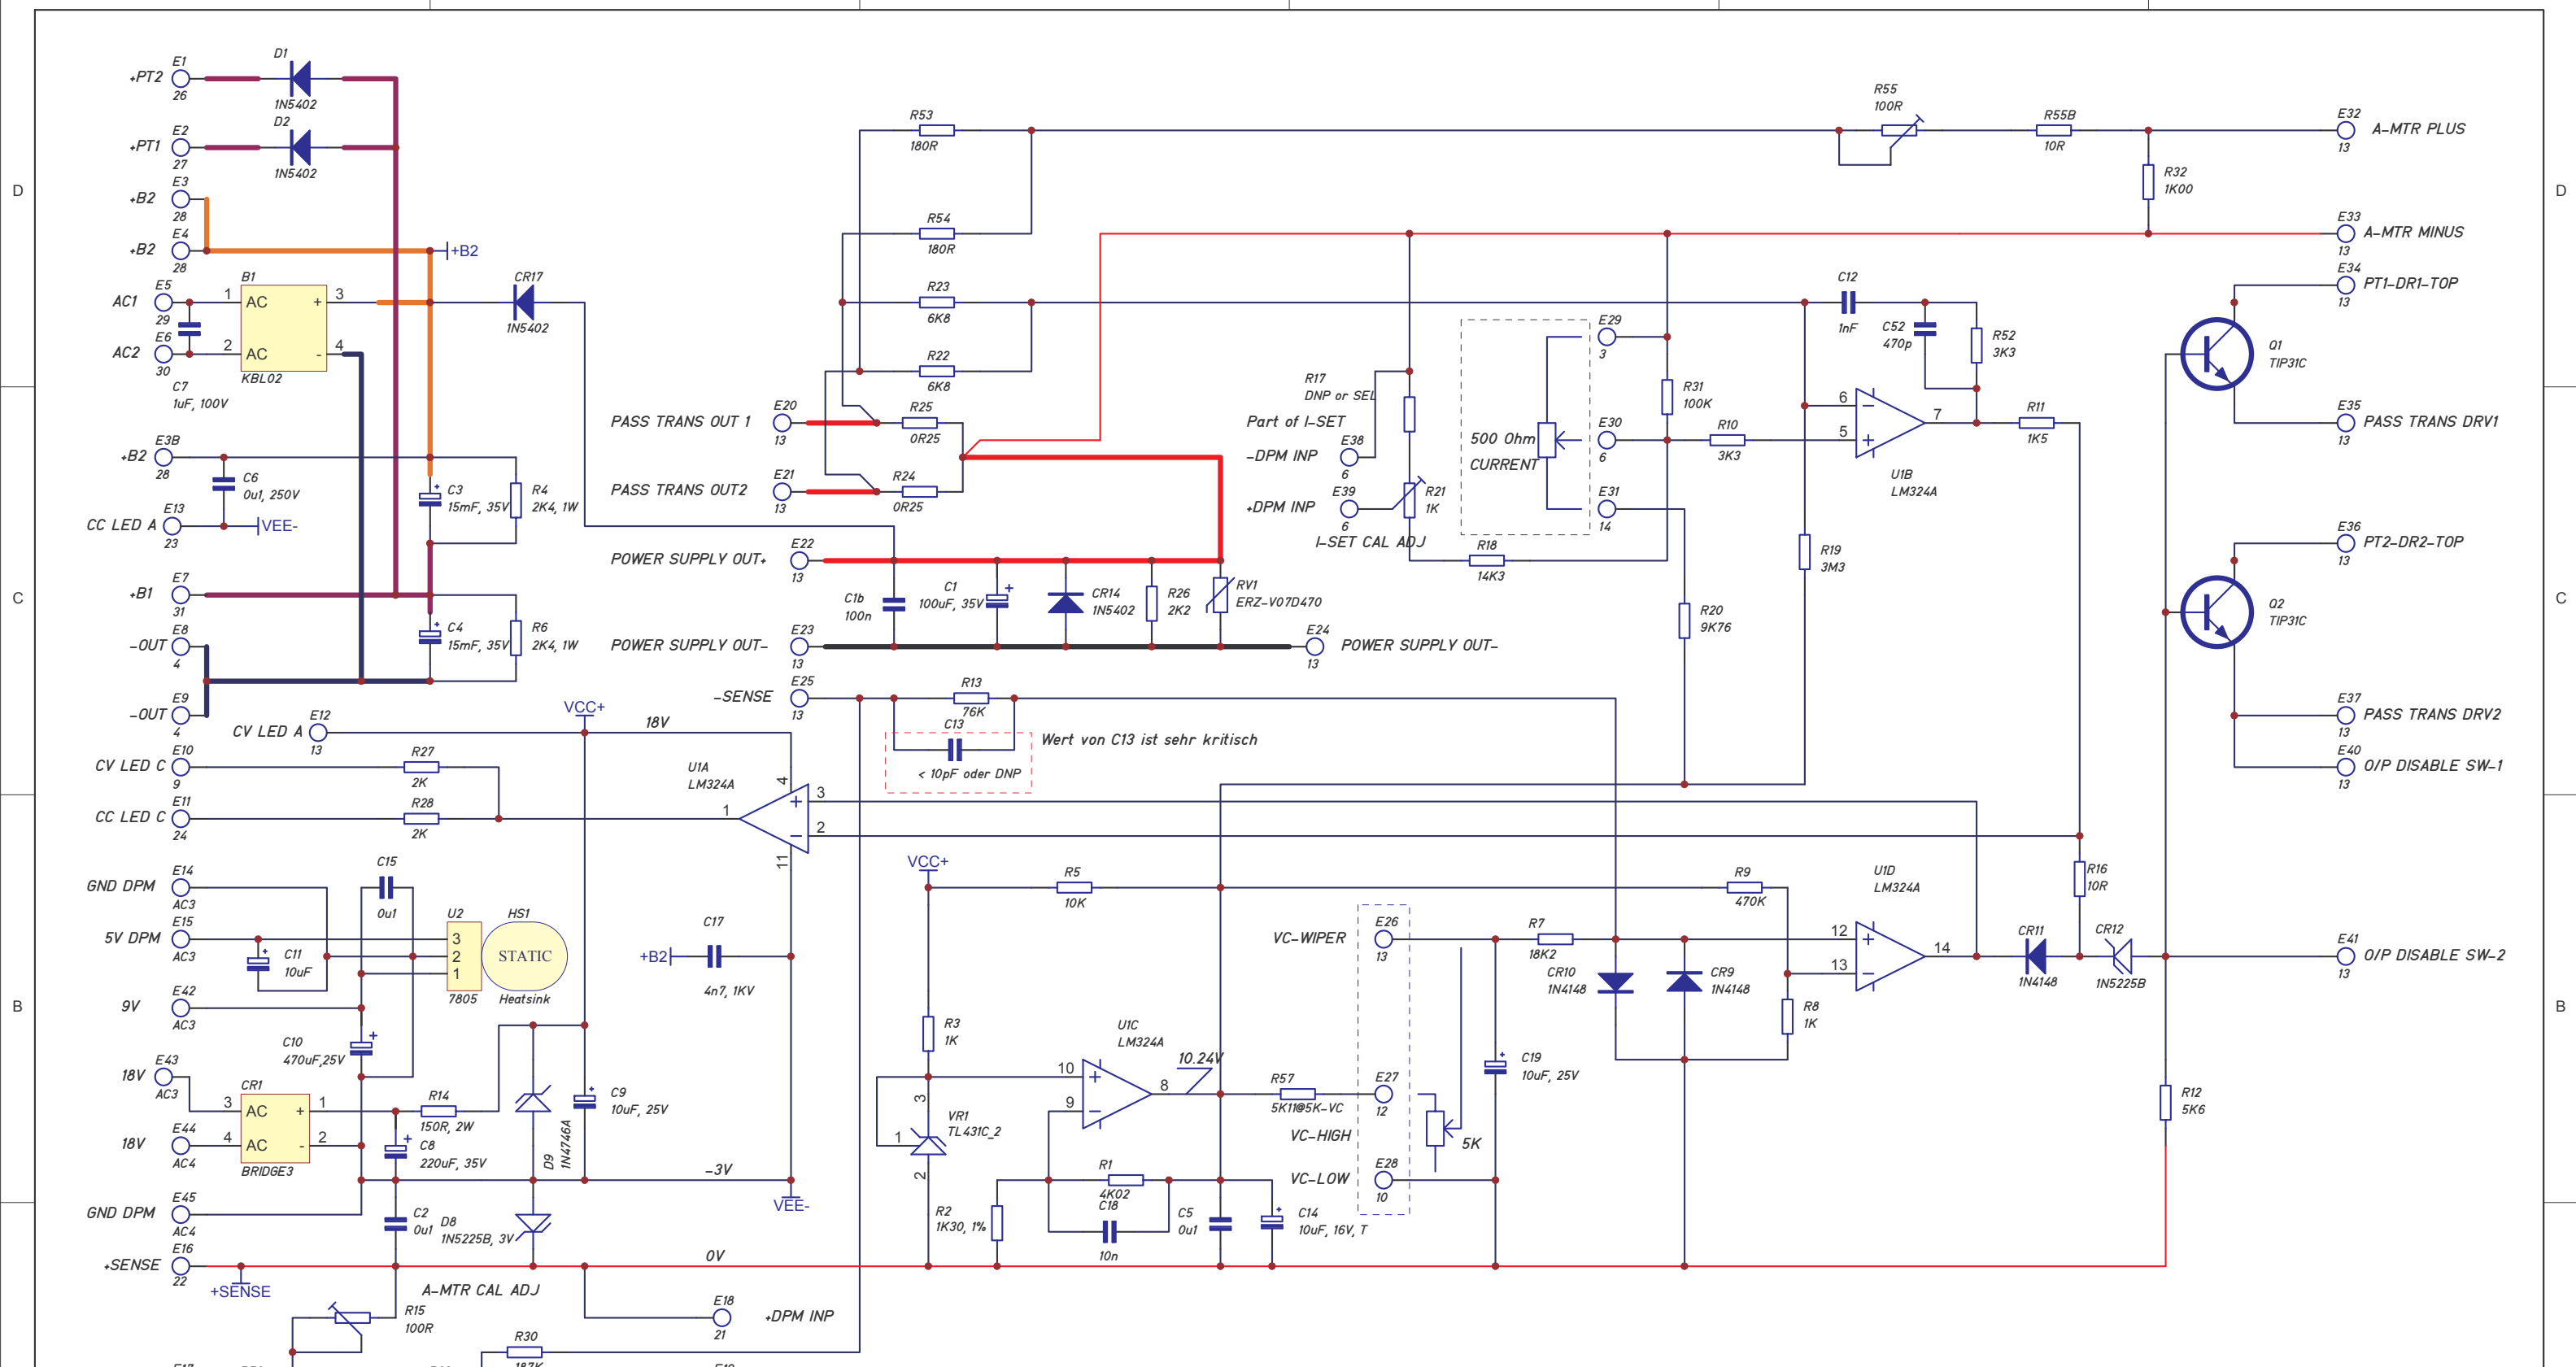 +PT2
E1
26
D1
1N5402
+PT1
E2
27
D2
1N5402
+B2
E3
28
+B2
E4
28
+B2
AC1
E5
29
AC2
E6
30
C7
1uF, 100V
B1
1 AC + 3
2 AC - 4
KBL02
CR17
1N5402
+B2
E3B
28
C6
0u1, 250V
CC LED A
E13
23
VEE-
C3
15mF, 35V
R4
2K4, 1W
+B1
E7
31
-OUT
E8
4
C4
15mF, 35V
R6
2K4, 1W
-OUT
E9
4
CV LED A
E12
13
VCC+
18V
CV LED C
E10
9
R27
2K
CC LED C
E11
24
R28
2K
U1A
LM324A
1
4
11
3
2
GND DPM
E14
AC3
C15
0u1
5V DPM
E15
AC3
C11
10uF
U2
3
2
1
7805
HS1
STATIC
Heatsink
9V
E42
AC3
C10
470uF,25V
18V
E43
AC3
CR1
3 AC + 1
4 AC - 2
BRIDGE3
18V
E44
AC4
R14
150R, 2W
C8
220uF, 35V
D9
1N4746A
C9
10uF, 25V
+B2
C17
4n7, 1KV
-3V
VEE-
GND DPM
E45
AC4
C2
0u1
D8
1N5225B, 3V
+SENSE
E16
22
+SENSE
0V
A-MTR CAL ADJ
R15
100R
E18
21
+DPM INP
R30
R53
180R
R54
180R
R23
6K8
R22
6K8
PASS TRANS OUT 1
E20
13
R25
0R25
PASS TRANS OUT2
E21
13
R24
0R25
POWER SUPPLY OUT+
E22
13
C1b
100n
C1
100uF, 35V
CR14
1N5402
R26
2K2
RV1
ERZ-V07D470
POWER SUPPLY OUT-
E23
13
E24
13
POWER SUPPLY OUT-
-SENSE
E25
13
R13
76K
C13
< 10pF oder DNP
Wert von C13 ist sehr kritisch
R17
DNP or SEL
Part of I-SET
E38
-DPM INP
6
E39
+DPM INP
6
R21
1K
I-SET CAL ADJ
R18
14K3
500 Ohm
CURRENT
E29
3
E30
6
E31
14
R31
100K
R10
3K3
R20
9K76
R19
3M3
C12
1nF
C52
470p
R52
3K3
6
5
7
U1B
LM324A
R11
1K5
R55
100R
R55B
10R
R32
1K00
E32
13
A-MTR PLUS
E33
13
A-MTR MINUS
E34
13
PT1-DR1-TOP
Q1
TIP31C
E35
13
PASS TRANS DRV1
E36
13
PT2-DR2-TOP
Q2
TIP31C
E37
13
PASS TRANS DRV2
E40
13
O/P DISABLE SW-1
VCC+
R5
10K
R9
470K
U1D
LM324A
12
13
14
R16
10R
CR11
1N4148
CR12
1N5225B
E41
13
O/P DISABLE SW-2
R3
1K
U1C
LM324A
10
9
8
10.24V
VR1
TL431C_2
3
1
2
R57
5K11@5K-VC
VC-WIPER
E26
13
E27
12
VC-HIGH
VC-LOW
E28
10
5K
R7
18K2
CR10
1N4148
CR9
1N4148
R8
1K
C19
10uF, 25V
R12
5K6
R2
1K30, 1%
R1
4K02
C18
10n
C5
0u1
C14
10uF, 16V, T
D
C
B
D
C
B